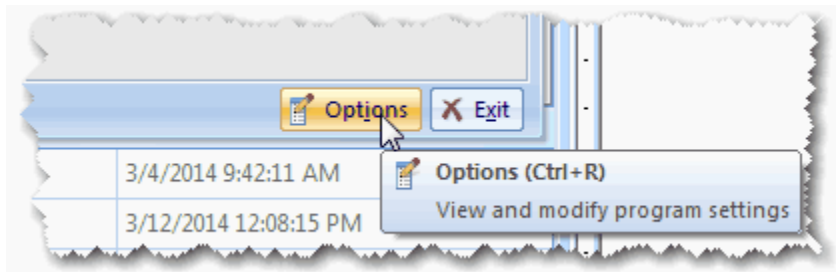 Options Exit
3/4/2014 9:42:11 AM
Options (Ctrl+R)
View and modify program settings
3/12/2014 12:08:15 PM